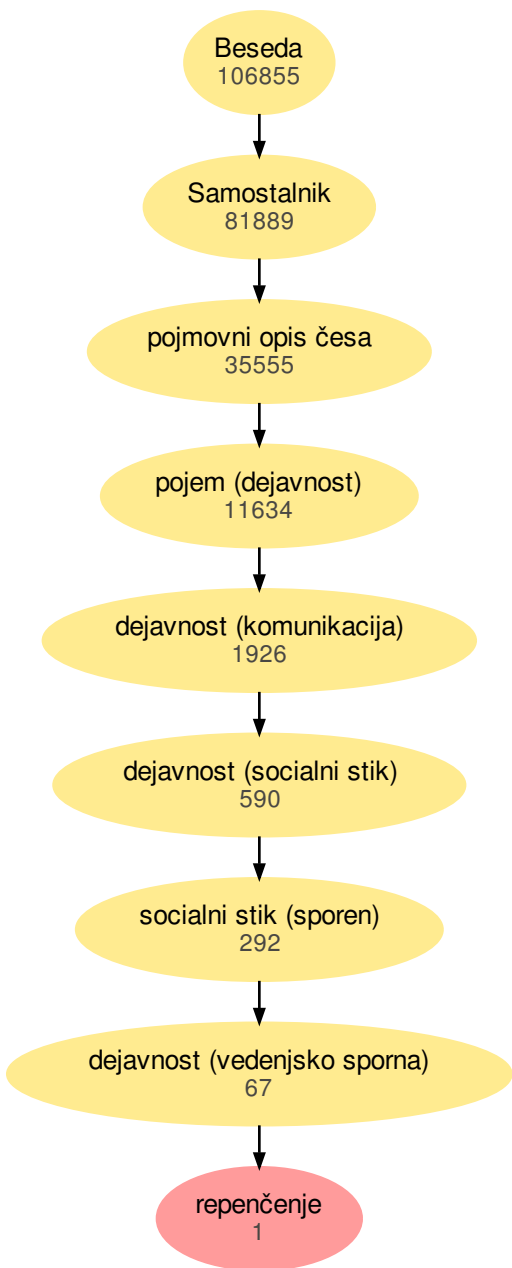 Beseda
106855
Samostalnik
81889
pojmovni opis česa
35555
pojem (dejavnost)
11634
dejavnost (komunikacija)
1926
dejavnost (socialni stik)
590
socialni stik (sporen)
292
dejavnost (vedenjsko sporna)
67
repenčenje
1